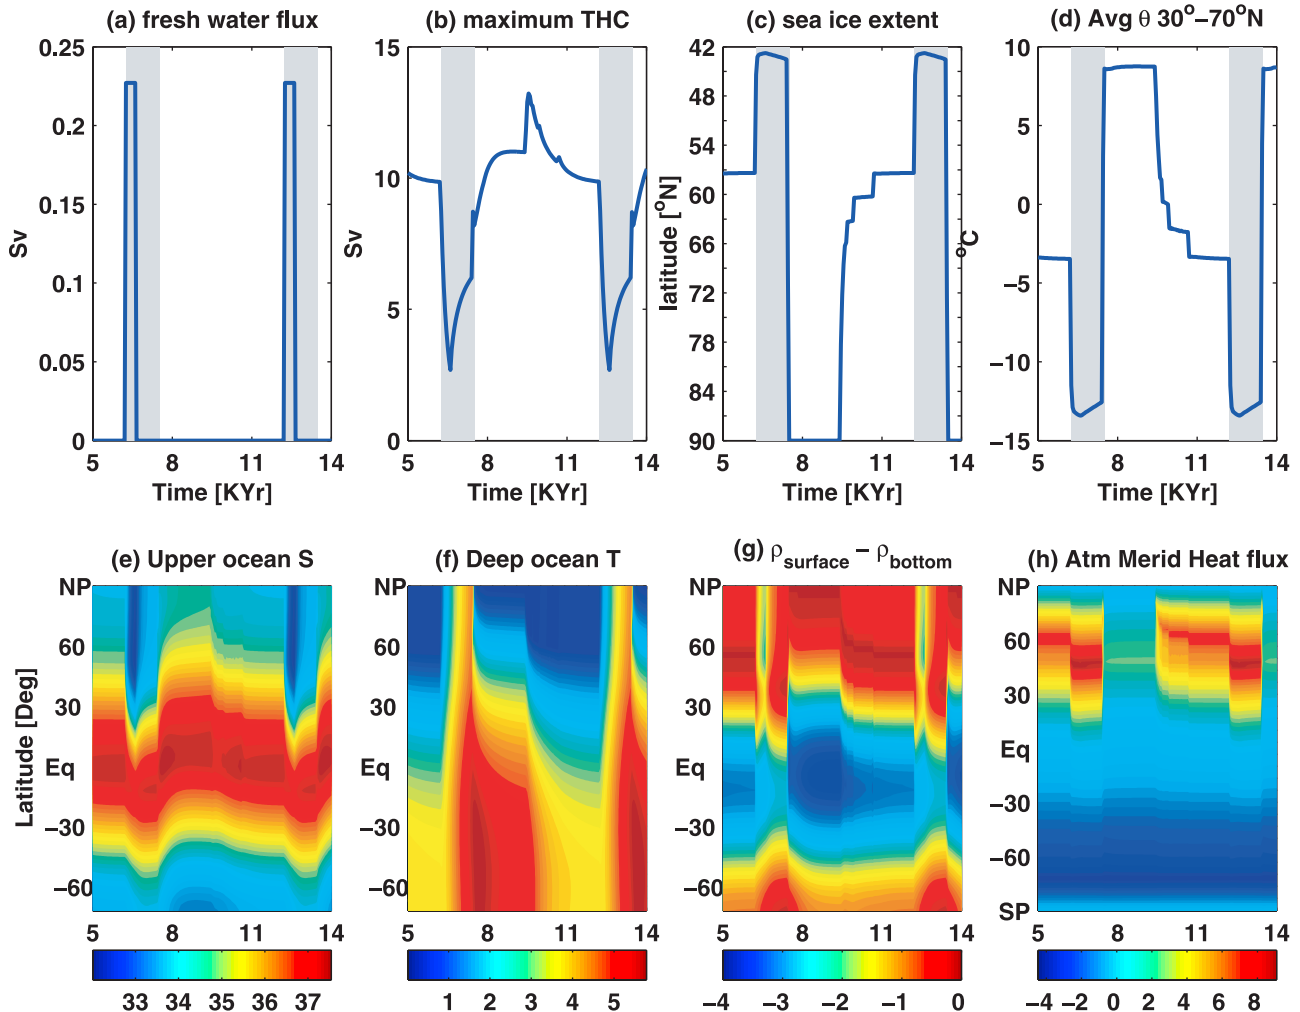 (a) fresh water flux
(b) maximum THC
(c) sea ice extent
(d) Avg θ 30°–70°N
0.25
0.2
0.15
0.1
0.05
0
Sv
5 8 11 14
Time [KYr]
15
10
5
0
Sv
5 8 11 14
Time [KYr]
42
48
54
60
66
72
78
84
90
latitude [°N]
5 8 11 14
Time [KYr]
10
5
0
−5
−10
−15
°C
5 8 11 14
Time [KYr]
(e) Upper ocean S
(f) Deep ocean T
(g) ρsurface − ρbottom
(h) Atm Merid Heat flux
NP
60
30
Eq
−30
−60
Latitude [Deg]
5 8 11 14
33 34 35 36 37
NP
60
30
Eq
−30
−60
5 8 11 14
1 2 3 4 5
NP
60
30
Eq
−30
−60
5 8 11 14
−4 −3 −2 −1 0
NP
60
30
Eq
−30
−60
SP
5 8 11 14
−4 −2 0 2 4 6 8